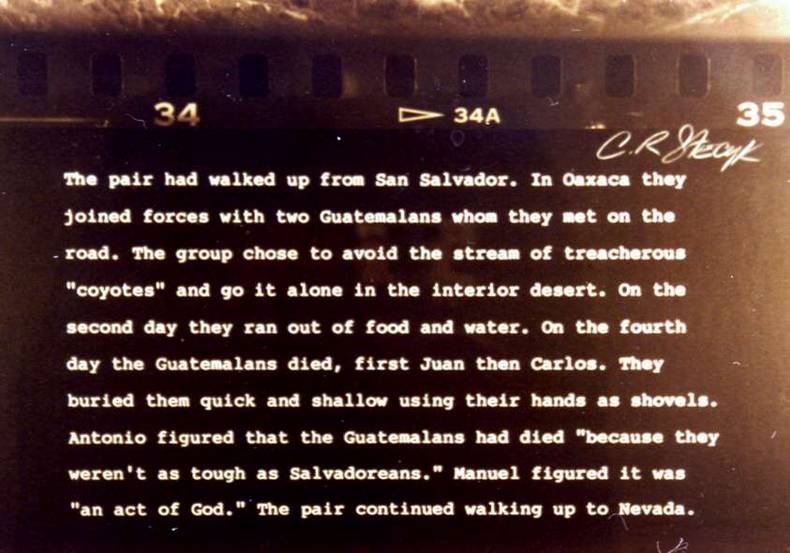 34 34A 35
C.R. Stecyk
The pair had walked up from San Salvador. In Oaxaca they
joined forces with two Guatemalans whom they met on the
road. The group chose to avoid the stream of treacherous
"coyotes" and go it alone in the interior desert. On the
second day they ran out of food and water. On the fourth
day the Guatemalans died, first Juan then Carlos. They
buried them quick and shallow using their hands as shovels.
Antonio figured that the Guatemalans had died "because they
weren't as tough as Salvadoreans." Manuel figured it was
"an act of God." The pair continued walking up to Nevada.